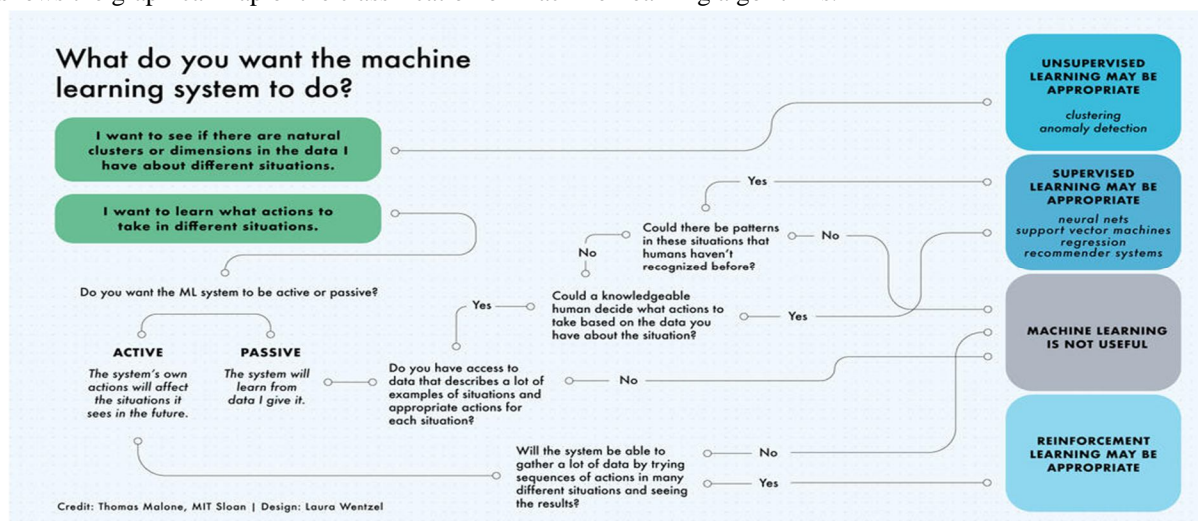 What do you want the machine
learning system to do?
I want to see if there are natural
clusters or dimensions in the data I
have about different situations.
I want to learn what actions to
take in different situations.
Do you want the ML system to be active or passive?
ACTIVE
The system's own
actions will affect
the situations it
sees in the future.
PASSIVE
The system will
learn from
data I give it.
Do you have access to
data that describes a lot of
examples of situations and
appropriate actions for
each situation?
Yes
No
Could a knowledgeable
human decide what actions to
take based on the data you
have about the situation?
No
Yes
Could there be patterns
in these situations that
humans haven't
recognized before?
Yes
No
Will the system be able to
gather a lot of data by trying
sequences of actions in many
different situations and seeing
the results?
No
Yes
UNSUPERVISED
LEARNING MAY BE
APPROPRIATE
clustering
anomaly detection
SUPERVISED
LEARNING MAY BE
APPROPRIATE
neural nets
support vector machines
regression
recommender systems
MACHINE LEARNING
IS NOT USEFUL
REINFORCEMENT
LEARNING MAY BE
APPROPRIATE
Credit: Thomas Malone, MIT Sloan | Design: Laura Wentzel